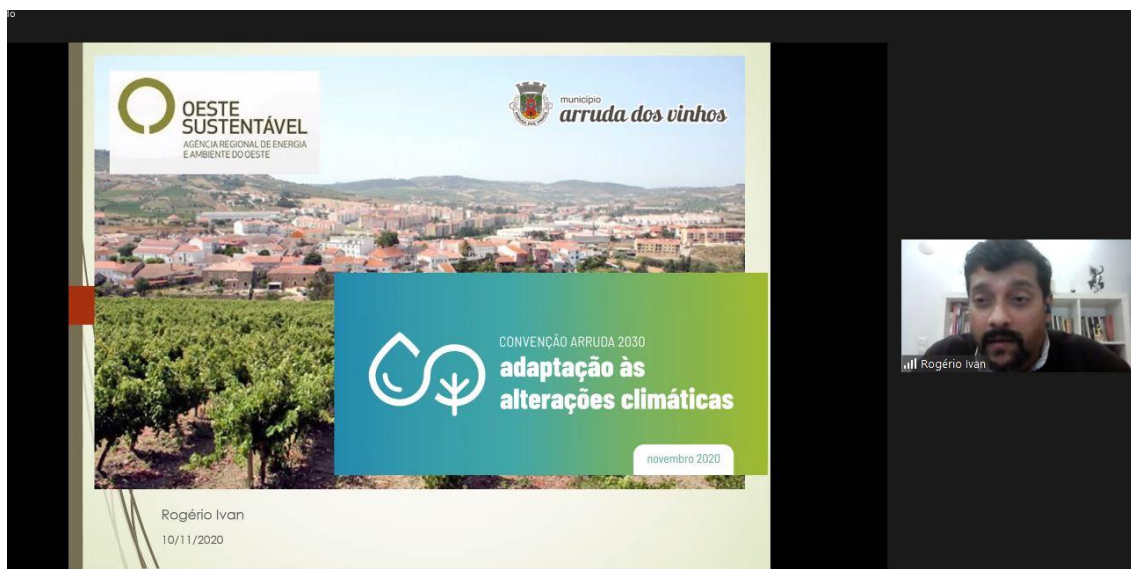 OESTE
SUSTENTÁVEL
AGÊNCIA REGIONAL DE ENERGIA
E AMBIENTE DO OESTE
município
arruda dos vinhos
CONVENÇÃO ARRUDA 2030
adaptação às
alterações climáticas
novembro 2020
Rogério Ivan
10/11/2020
Rogério Ivan